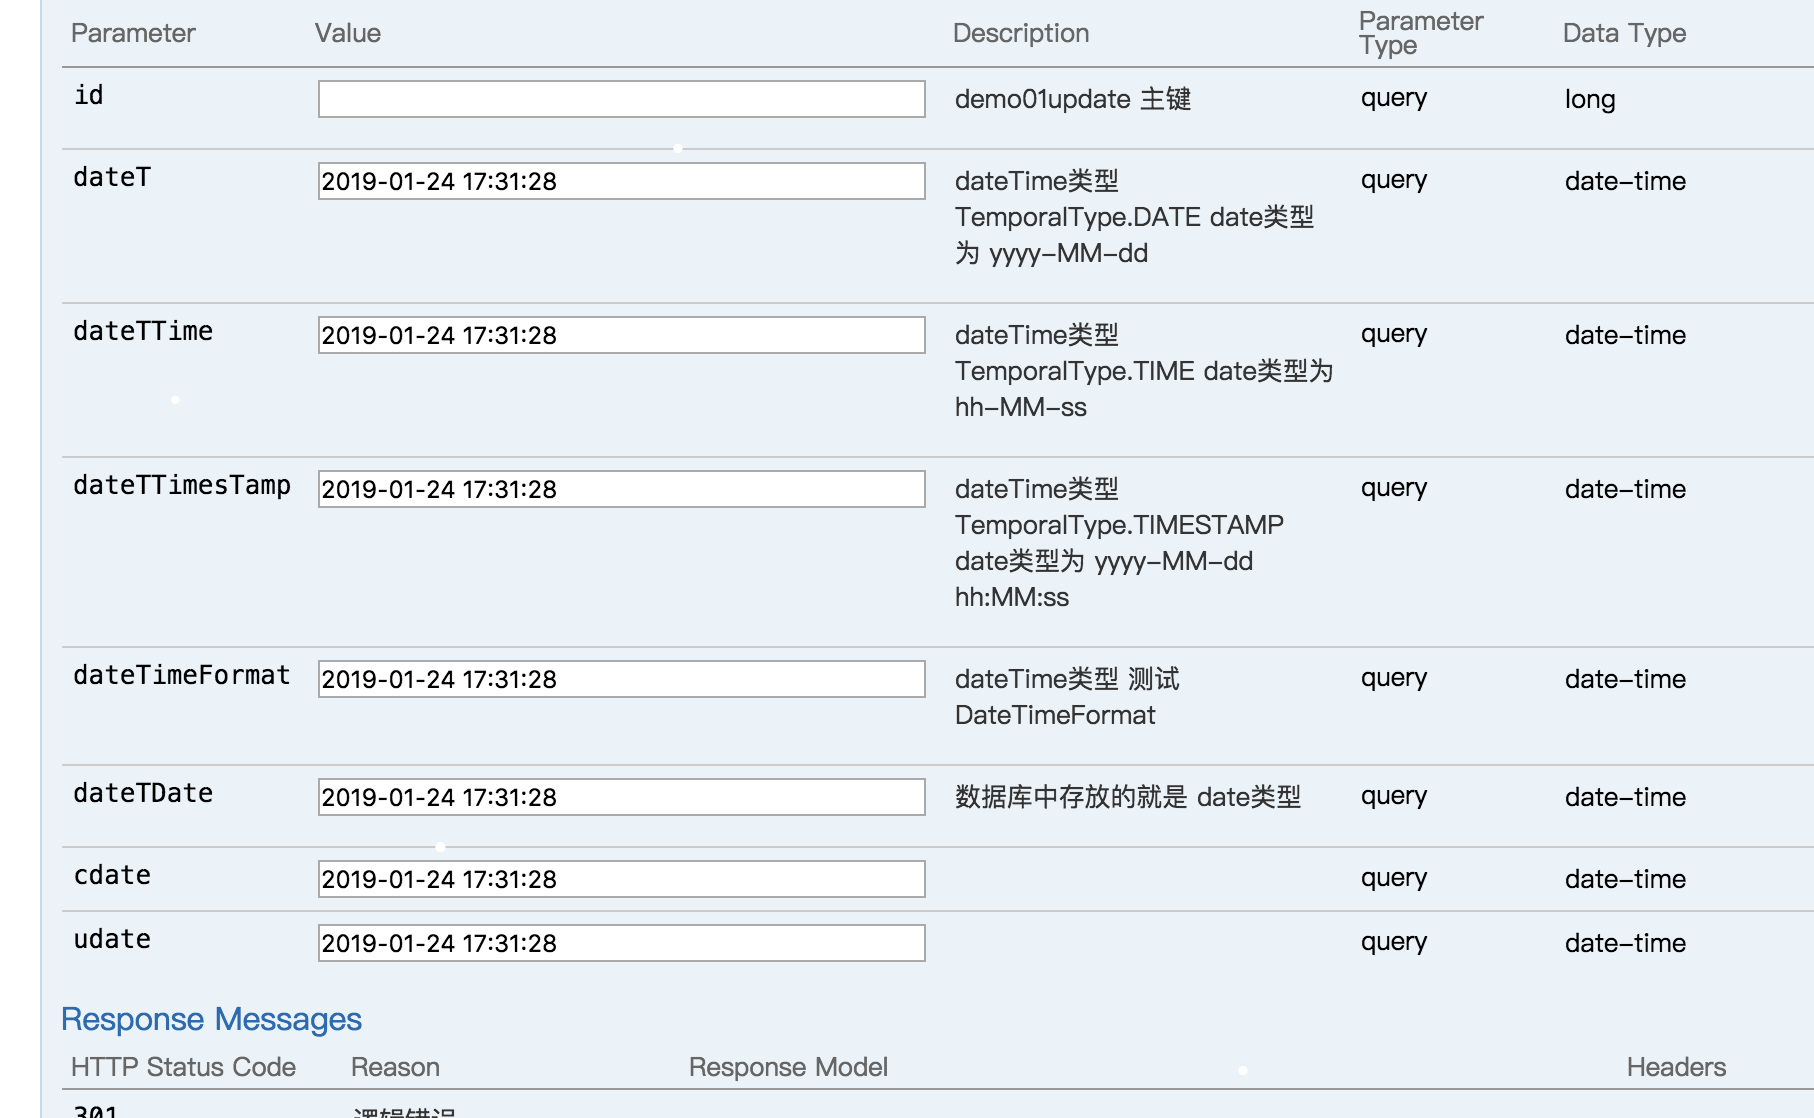 Parameter Value Description Parameter Type Data Type
id demo01update 主键 query long
dateT 2019-01-24 17:31:28 dateTime类型 query date-time
TemporalType.DATE date类型
为 yyyy-MM-dd
dateTTime 2019-01-24 17:31:28 dateTime类型 query date-time
TemporalType.TIME date类型为
hh-MM-ss
dateTTimesTamp 2019-01-24 17:31:28 dateTime类型 query date-time
TemporalType.TIMESTAMP
date类型为 yyyy-MM-dd
hh:MM:ss
dateTimeFormat 2019-01-24 17:31:28 dateTime类型 测试 query date-time
DateTimeFormat
dateTDate 2019-01-24 17:31:28 数据库中存放的就是 date类型 query date-time
cdate 2019-01-24 17:31:28 query date-time
udate 2019-01-24 17:31:28 query date-time
Response Messages
HTTP Status Code Reason Response Model Headers
301 逻辑错误